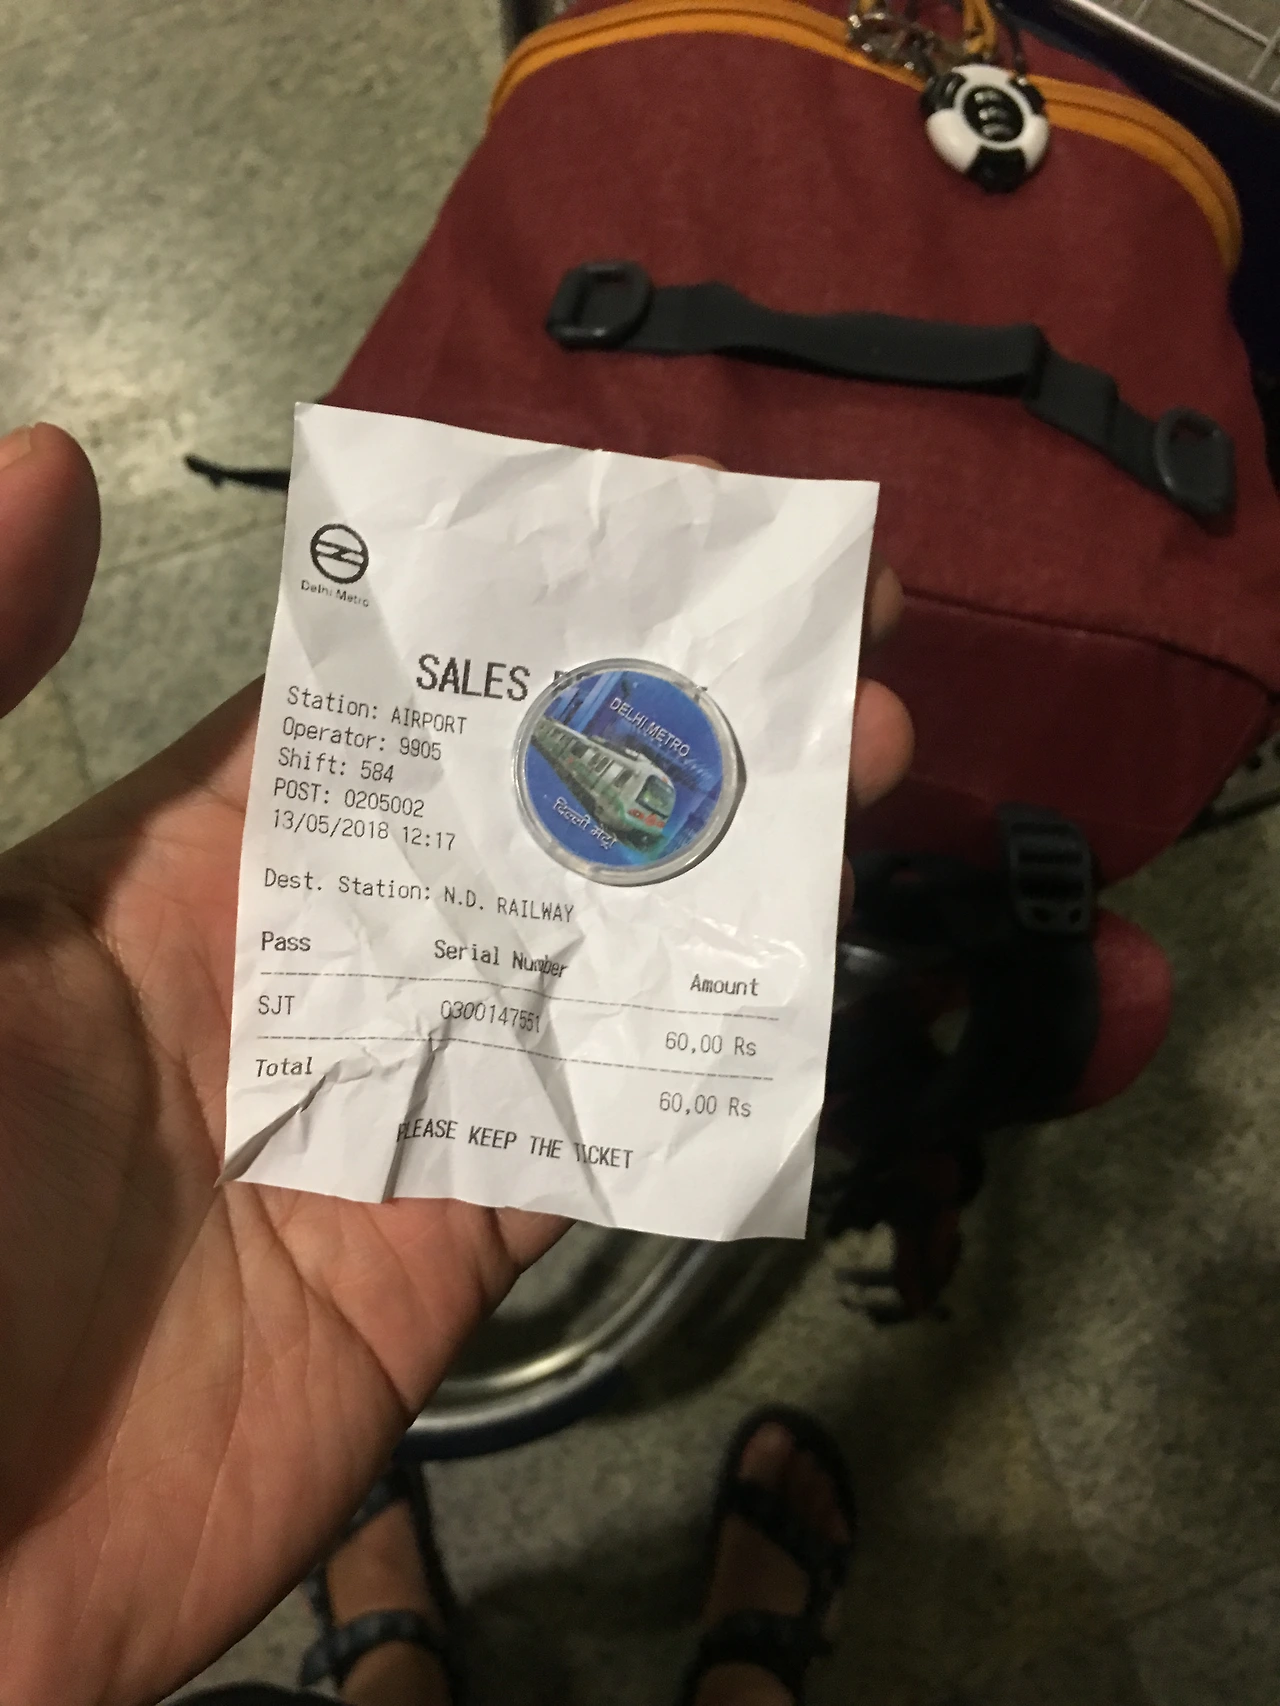 Delhi Metro
SALES
Station: AIRPORT
Operator: 9905
Shift: 584
POST: 0205002
13/05/2018 12:17
DELHI METRO
दिल्ली मेट्रो
Dest. Station: N.D. RAILWAY
Pass Serial Number Amount
SJT 0300147551 60,00 Rs
Total 60,00 Rs
PLEASE KEEP THE TICKET